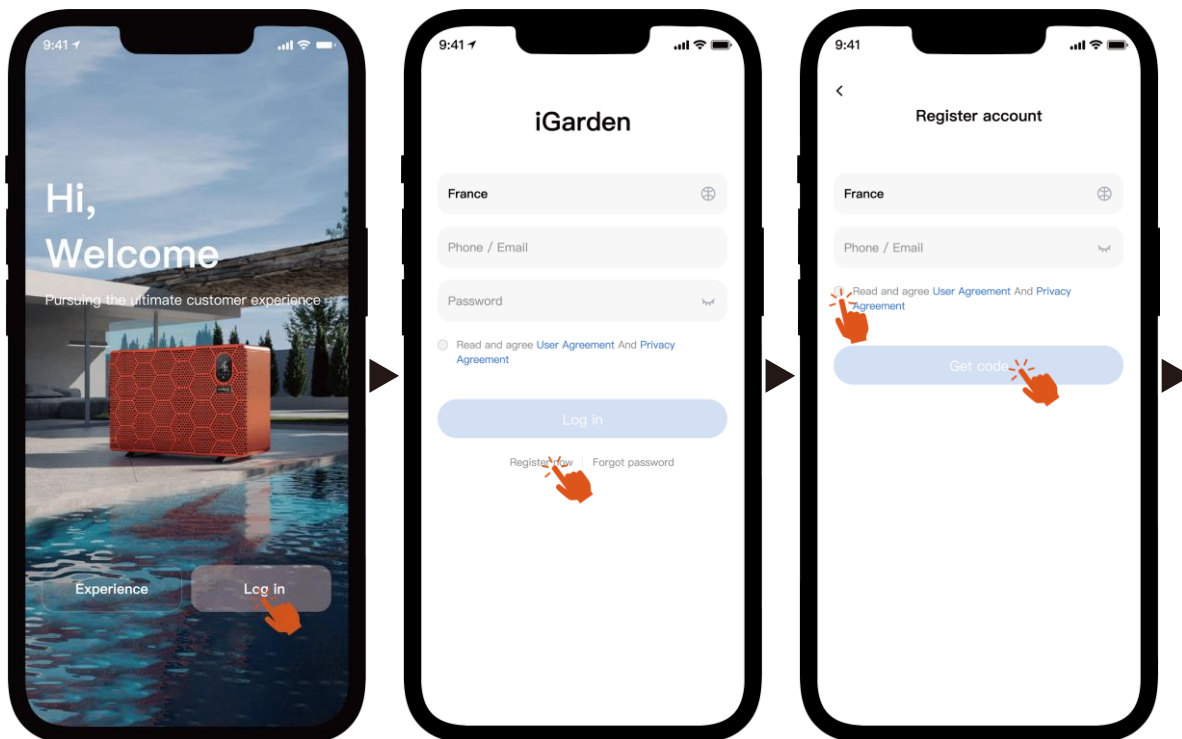 9:41
Hi,
Welcome
Pursuing the ultimate customer experience
Experience
Log in
9:41
iGarden
France
Phone / Email
Password
Read and agree User Agreement And Privacy
Agreement
Log in
Register now
Forgot password
9:41
Register account
France
Phone / Email
Read and agree User Agreement And Privacy
Agreement
Get code